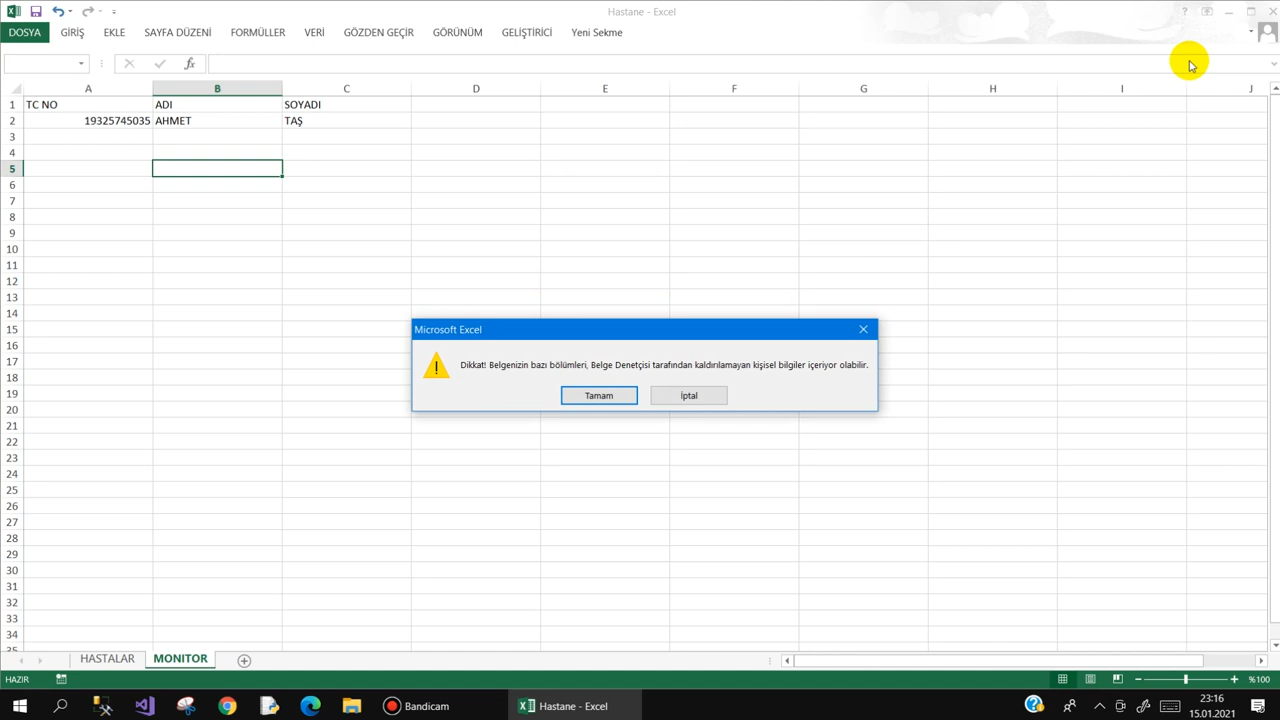 Hastane - Excel
DOSYA GİRİŞ EKLE SAYFA DÜZENİ FORMÜLLER VERİ GÖZDEN GEÇİR GÖRÜNÜM GELİŞTİRİCİ Yeni Sekme
fx
A B C D E F G H I J
1 TC NO ADI SOYADI
2 19325745035 AHMET TAŞ
3
4
5
6
7
8
9
10
11
12
13
14
Microsoft Excel
15
16
17
Dikkat! Belgenizin bazı bölümleri, Belge Denetçisi tarafından kaldırılamayan kişisel bilgiler içeriyor olabilir.
18
19
Tamam İptal
20
21
22
23
24
25
26
27
28
29
30
31
32
33
34
35
HASTALAR MONITOR
HAZIR %100
Bandicam Hastane - Excel 23:16
15.01.2021